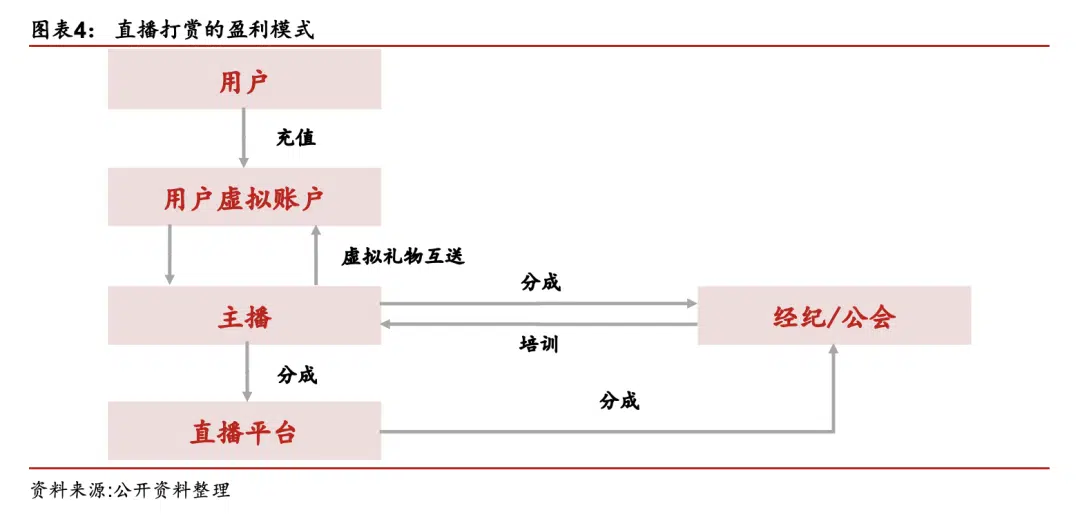 图表4： 直播打赏的盈利模式
用户
充值
用户虚拟账户
虚拟礼物互送
分成
主播
经纪/公会
培训
分成
分成
直播平台
资料来源:公开资料整理